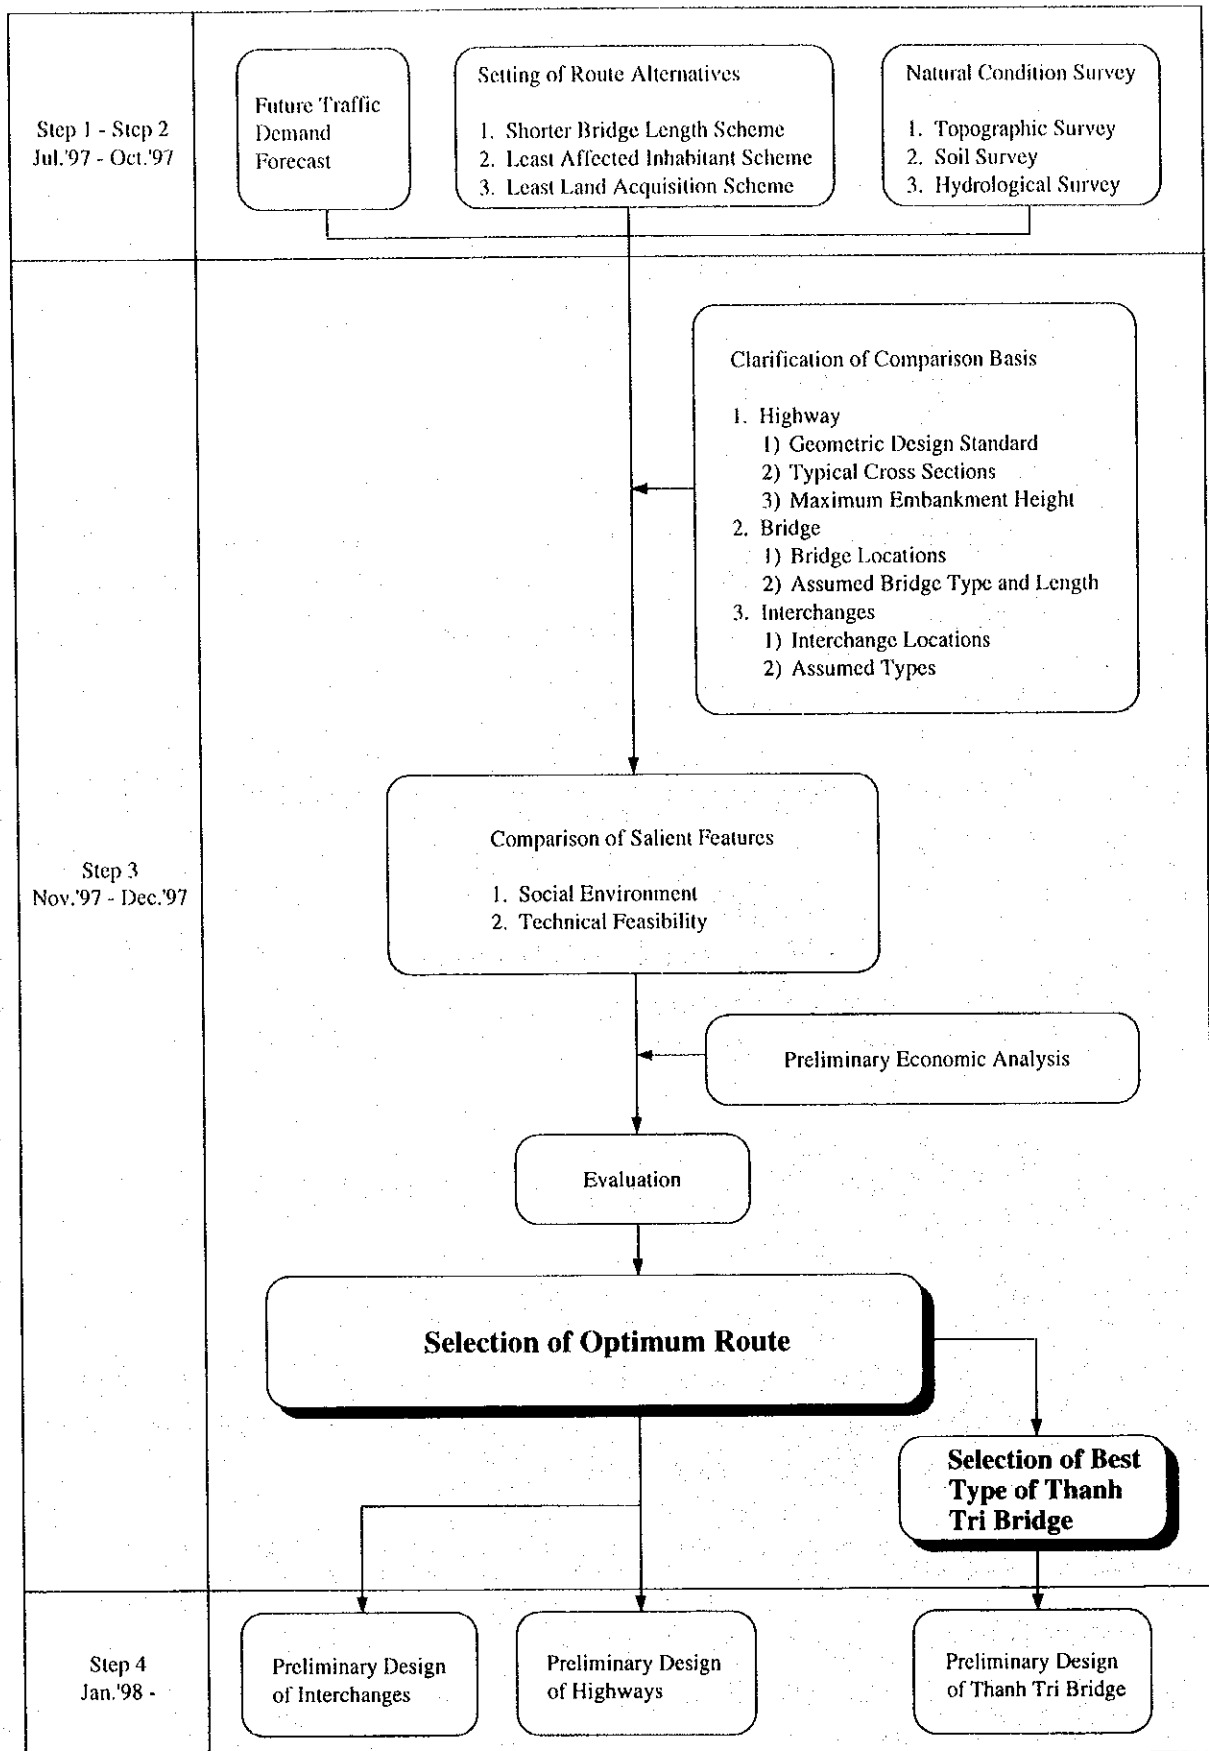 Step 1 - Step 2
Jul.'97 - Oct.'97
Future Traffic
Demand
Forecast
Setting of Route Alternatives
1. Shorter Bridge Length Scheme
2. Least Affected Inhabitant Scheme
3. Least Land Acquisition Scheme
Natural Condition Survey
1. Topographic Survey
2. Soil Survey
3. Hydrological Survey
Step 3
Nov.'97 - Dec.'97
Clarification of Comparison Basis
1. Highway
1) Geometric Design Standard
2) Typical Cross Sections
3) Maximum Embankment Height
2. Bridge
1) Bridge Locations
2) Assumed Bridge Type and Length
3. Interchanges
1) Interchange Locations
2) Assumed Types
Comparison of Salient Features
1. Social Environment
2. Technical Feasibility
Preliminary Economic Analysis
Evaluation
Selection of Optimum Route
Selection of Best
Type of Thanh
Tri Bridge
Step 4
Jan.'98 -
Preliminary Design
of Interchanges
Preliminary Design
of Highways
Preliminary Design
of Thanh Tri Bridge